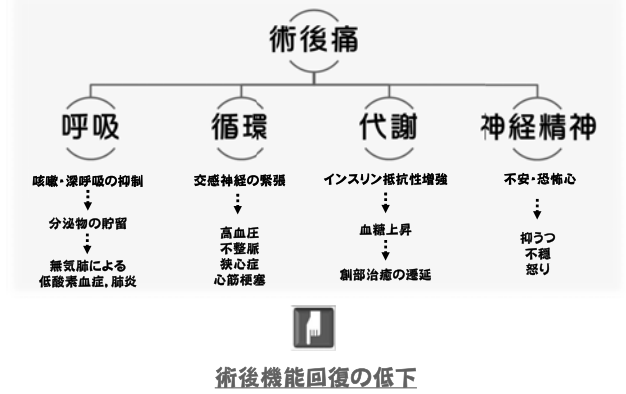 術後痛
呼吸
循環
代謝
神経精神
咳嗽・深呼吸の抑制
分泌物の貯留
無気肺による
低酸素血症,肺炎
交感神経の緊張
高血圧
不整脈
狭心症
心筋梗塞
インスリン抵抗性増強
血糖上昇
創部治癒の遷延
不安・恐怖心
抑うつ
不穏
怒り
術後機能回復の低下